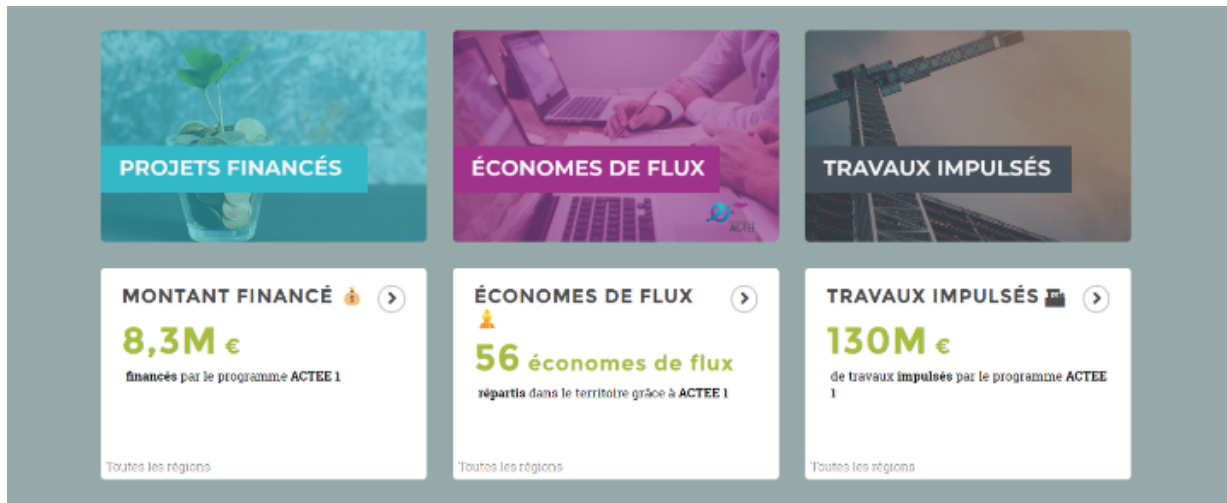 PROJETS FINANCÉS
ÉCONOMES DE FLUX
ACTEE
TRAVAUX IMPULSÉS
MONTANT FINANCÉ
8,3M €
financés par le programme ACTEE 1
Toutes les régions
ÉCONOMES DE FLUX
56 économes de flux
répartis dans le territoire grâce à ACTEE 1
Toutes les régions
TRAVAUX IMPULSÉS
130M €
de travaux impulsés par le programme ACTEE
1
Toutes les régions